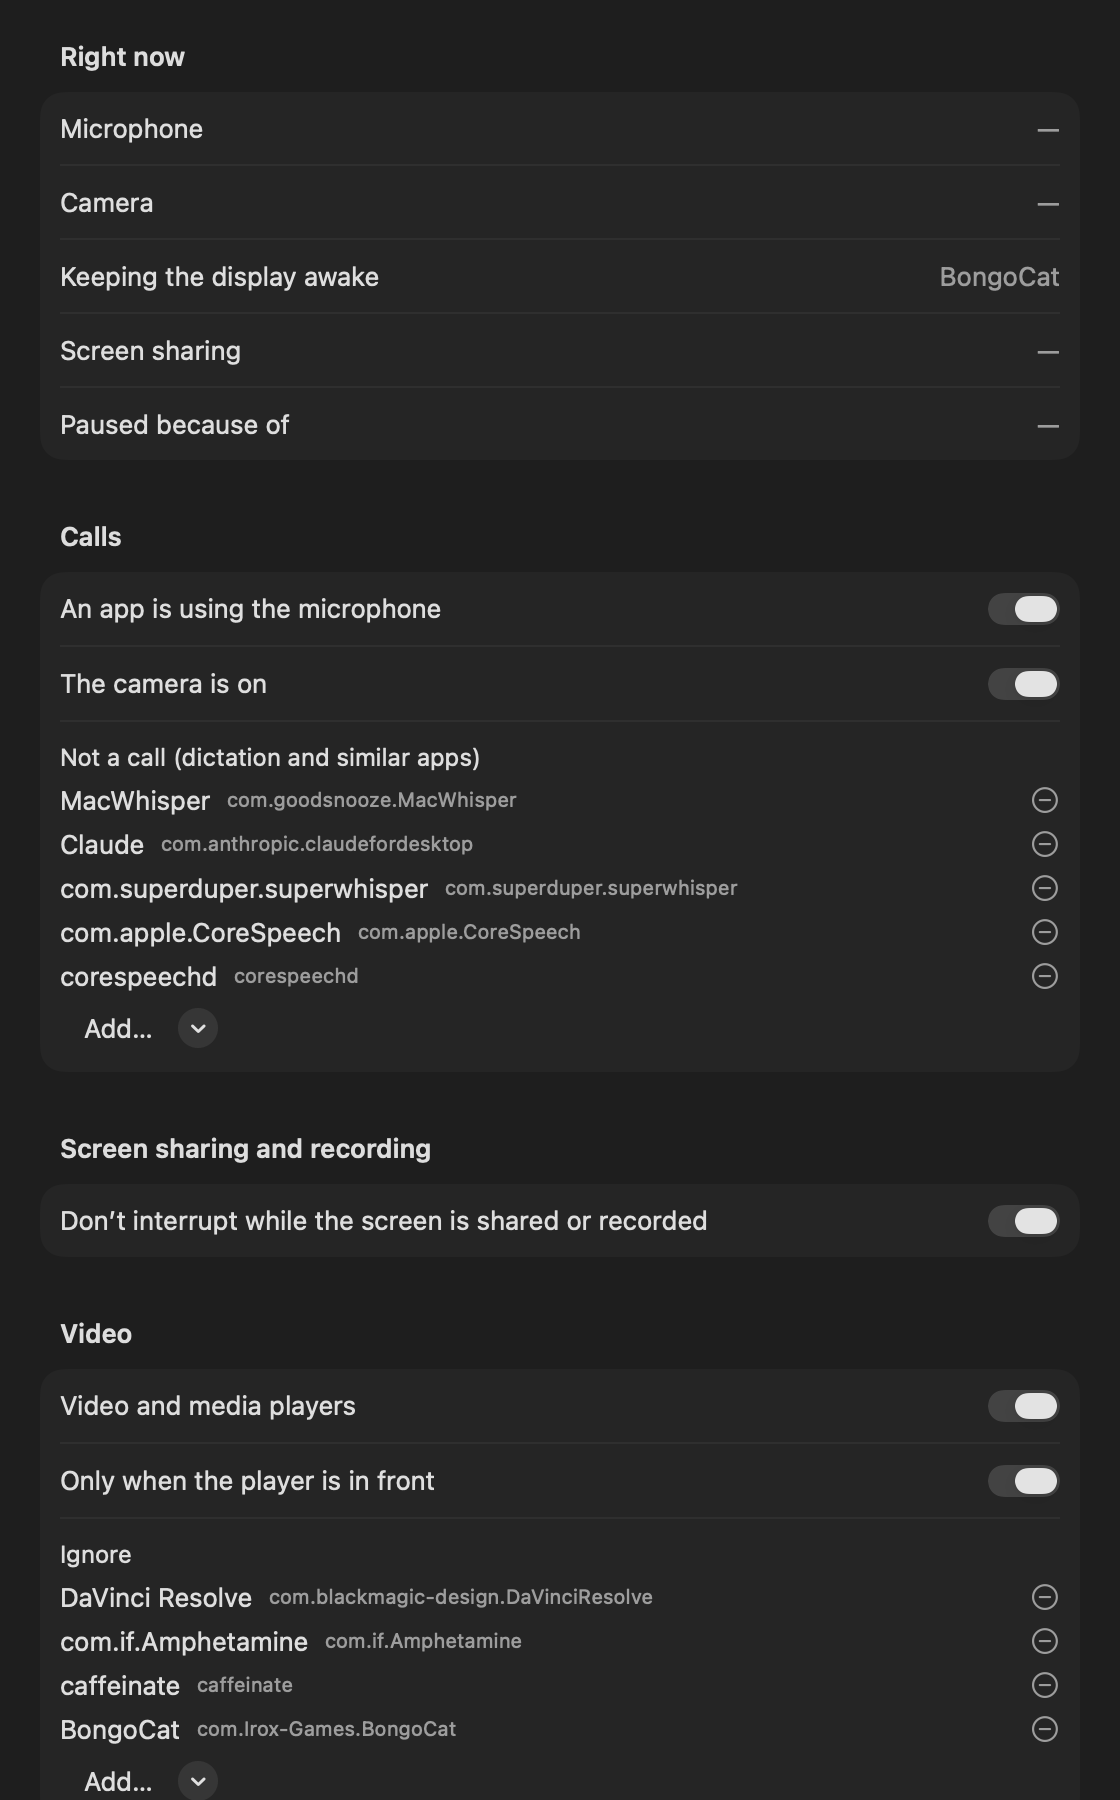 Right now
Microphone —
Camera —
Keeping the display awake BongoCat
Screen sharing —
Paused because of —
Calls
An app is using the microphone
The camera is on
Not a call (dictation and similar apps)
MacWhisper com.goodsnooze.MacWhisper
Claude com.anthropic.claudefordesktop
com.superduper.superwhisper com.superduper.superwhisper
com.apple.CoreSpeech com.apple.CoreSpeech
corespeechd corespeechd
Add...
Screen sharing and recording
Don’t interrupt while the screen is shared or recorded
Video
Video and media players
Only when the player is in front
Ignore
DaVinci Resolve com.blackmagic-design.DaVinciResolve
com.if.Amphetamine com.if.Amphetamine
caffeinate caffeinate
BongoCat com.Irox-Games.BongoCat
Add...